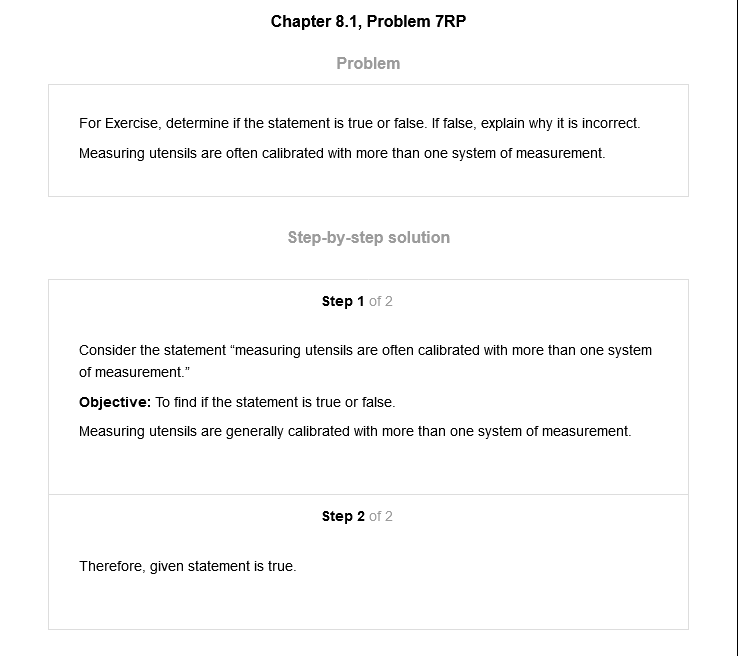 Chapter 8.1, Problem 7RP
Problem
For Exercise, determine if the statement is true or false. If false, explain why it is incorrect.
Measuring utensils are often calibrated with more than one system of measurement.
Step-by-step solution
Step 1 of 2
Consider the statement “measuring utensils are often calibrated with more than one system
of measurement.”
Objective: To find if the statement is true or false.
Measuring utensils are generally calibrated with more than one system of measurement.
Step 2 of 2
Therefore, given statement is true.